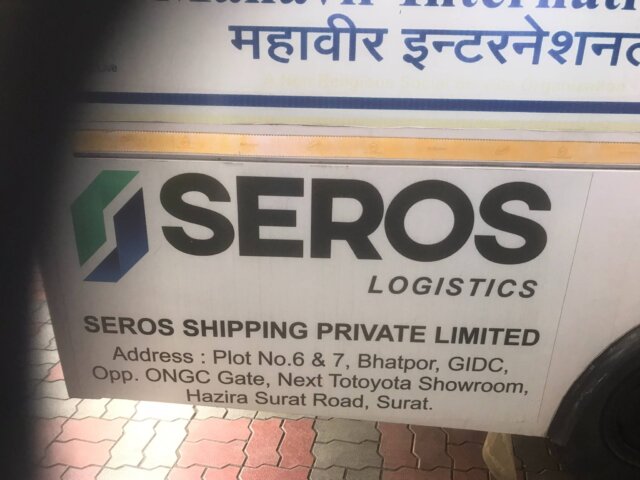 महावीर इन्टरनेशनल
SEROS
LOGISTICS
SEROS SHIPPING PRIVATE LIMITED
Address : Plot No.6 & 7, Bhatpor, GIDC,
Opp. ONGC Gate, Next Totoyota Showroom,
Hazira Surat Road, Surat.